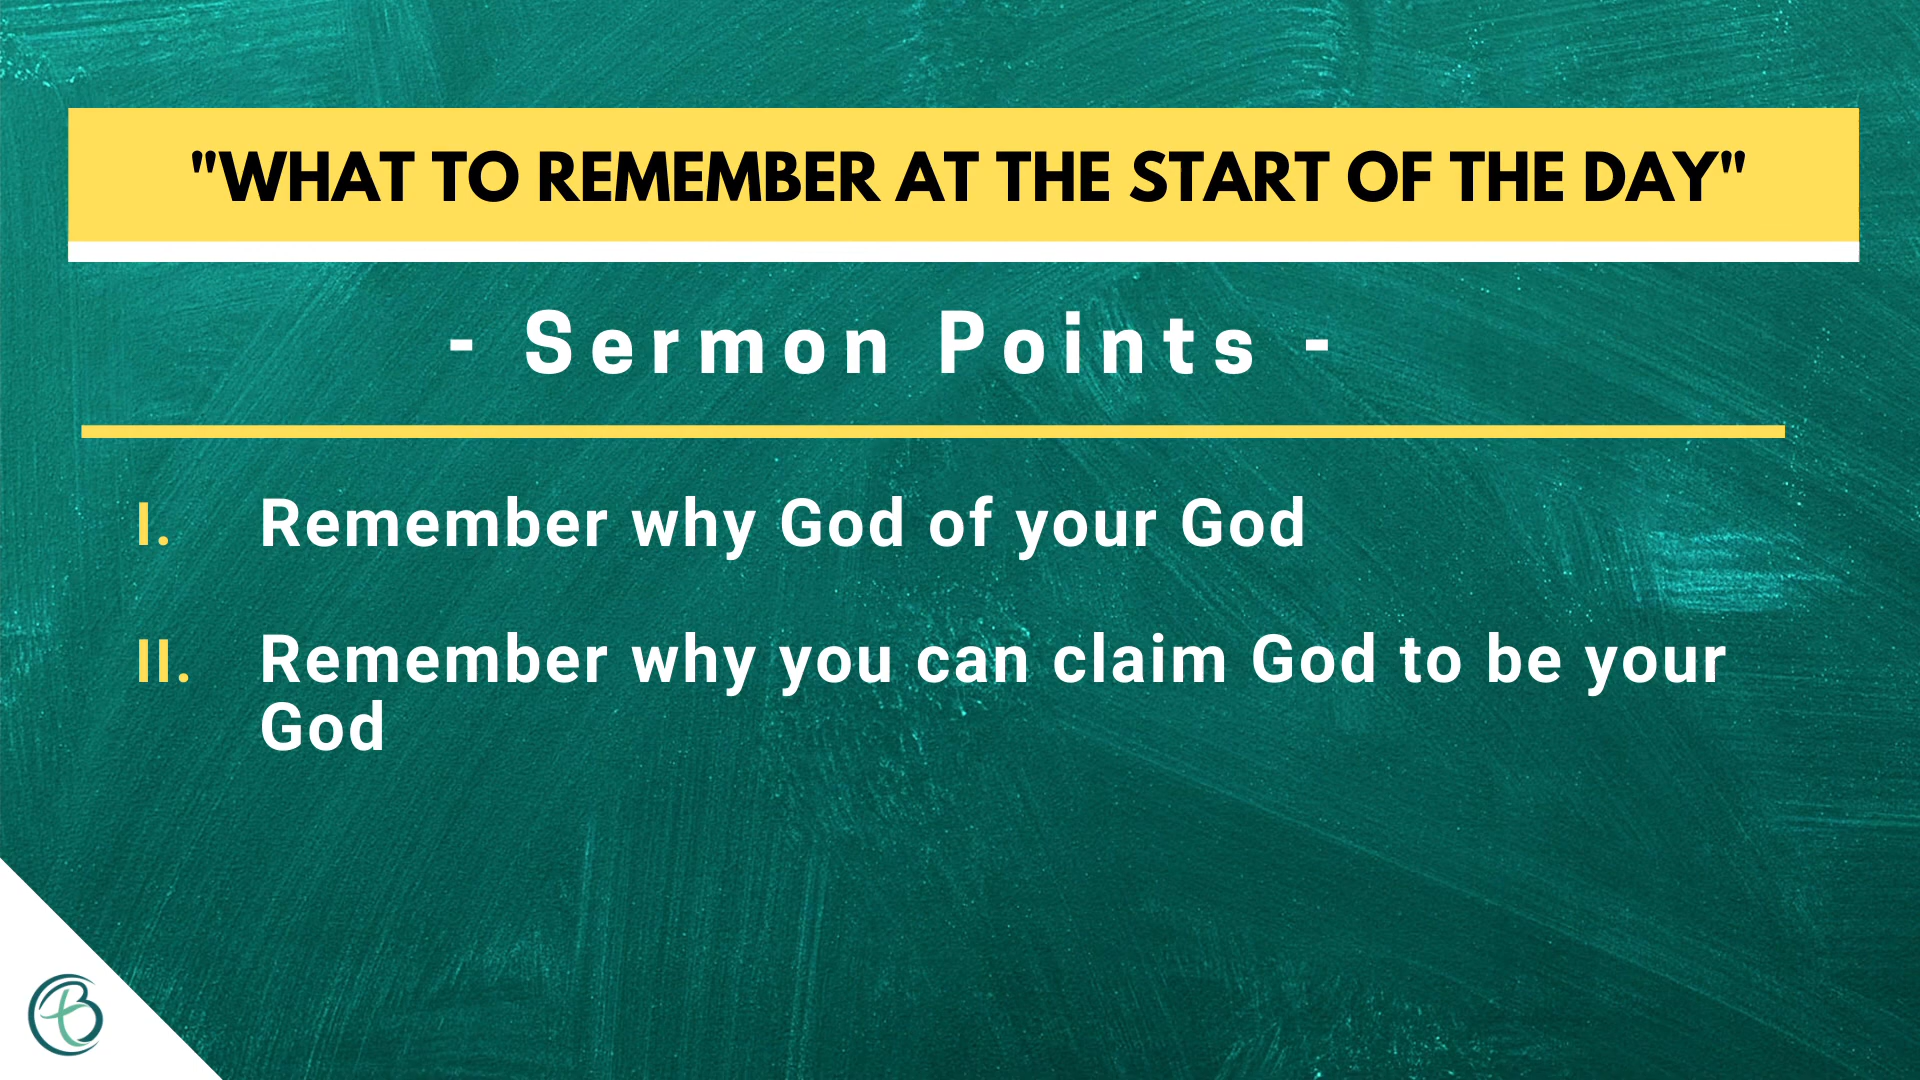 "WHAT TO REMEMBER AT THE START OF THE DAY"
- Sermon Points -
I. Remember why God of your God
II. Remember why you can claim God to be your
God